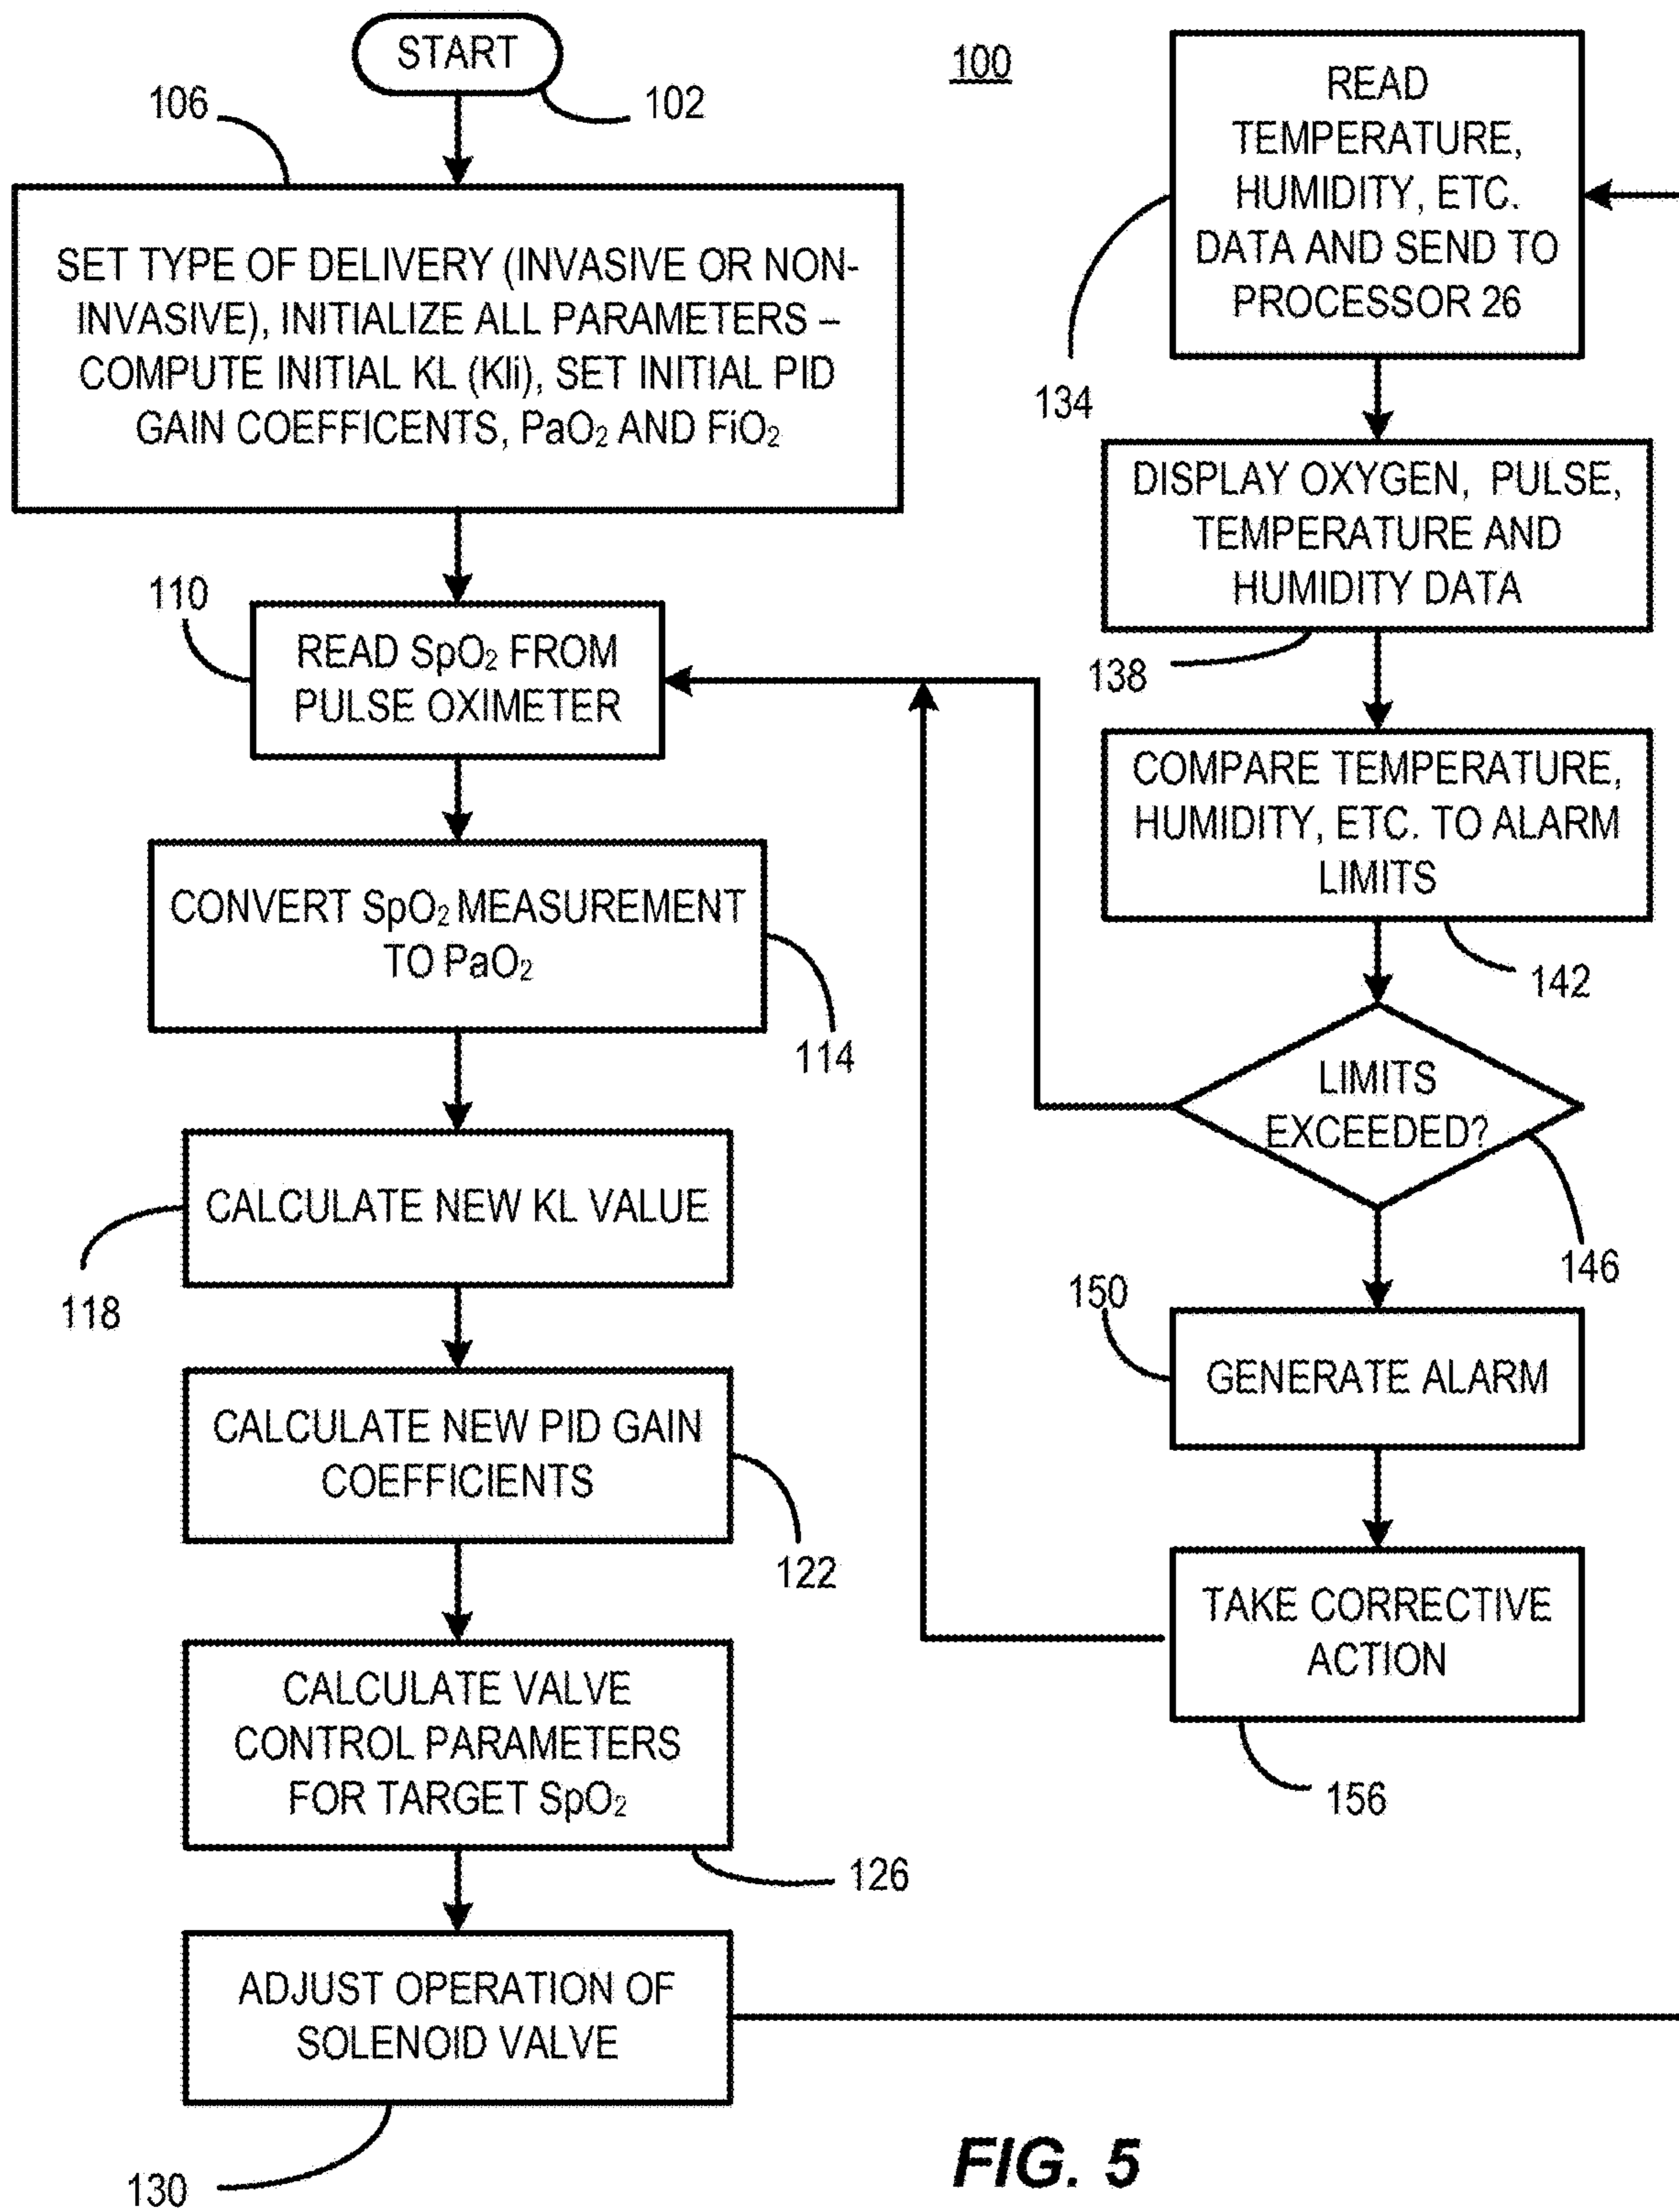 START
102
106
SET TYPE OF DELIVERY (INVASIVE OR NON-
INVASIVE), INITIALIZE ALL PARAMETERS –
COMPUTE INITIAL KL (Kli), SET INITIAL PID
GAIN COEFFICENTS, PaO₂ AND FiO₂
110
READ SpO₂ FROM
PULSE OXIMETER
CONVERT SpO₂ MEASUREMENT
TO PaO₂
114
CALCULATE NEW KL VALUE
118
CALCULATE NEW PID GAIN
COEFFICIENTS
122
CALCULATE VALVE
CONTROL PARAMETERS
FOR TARGET SpO₂
126
ADJUST OPERATION OF
SOLENOID VALVE
130
100
READ
TEMPERATURE,
HUMIDITY, ETC.
DATA AND SEND TO
PROCESSOR 26
134
DISPLAY OXYGEN, PULSE,
TEMPERATURE AND
HUMIDITY DATA
138
COMPARE TEMPERATURE,
HUMIDITY, ETC. TO ALARM
LIMITS
142
LIMITS
EXCEEDED?
146
150
GENERATE ALARM
TAKE CORRECTIVE
ACTION
156
FIG. 5